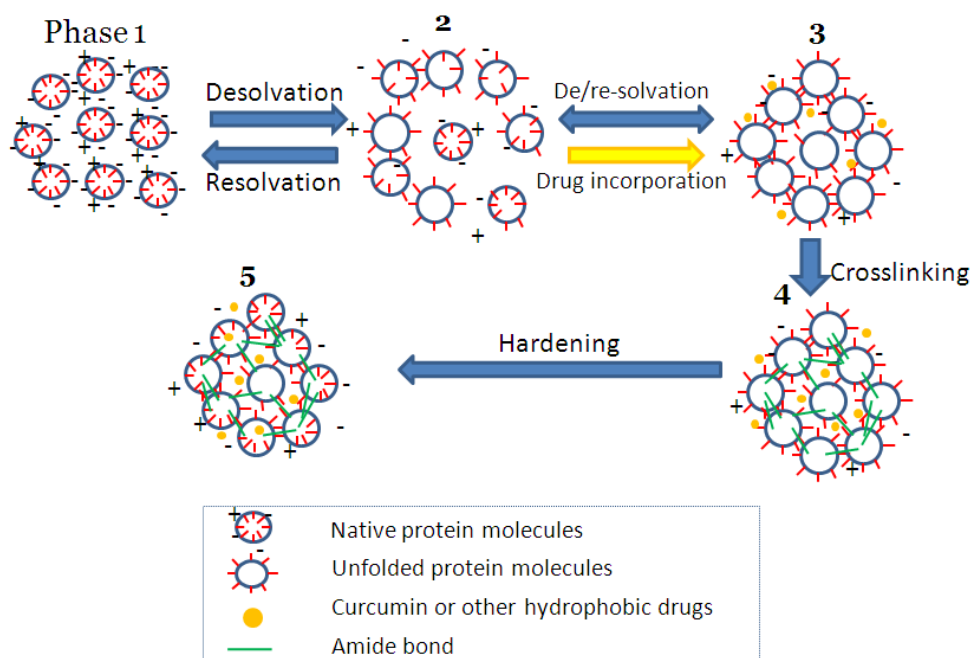 Phase 1
2
3
Desolvation
Resolvation
De/re-solvation
Drug incorporation
Crosslinking
4
5
Hardening
Native protein molecules
Unfolded protein molecules
Curcumin or other hydrophobic drugs
Amide bond